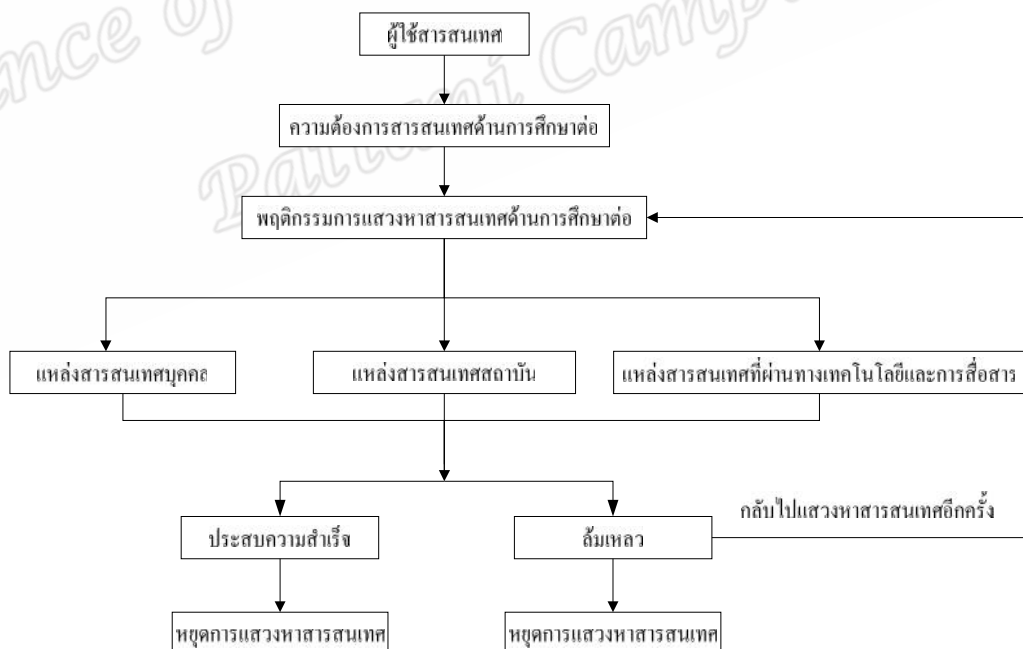 ence of
Pattani Camp
ผู้ใช้สารสนเทศ
ความต้องการสารสนเทศด้านการศึกษาต่อ
พฤติกรรมการแสวงหาสารสนเทศด้านการศึกษาต่อ
แหล่งสารสนเทศบุคคล
แหล่งสารสนเทศสถาบัน
แหล่งสารสนเทศที่ผ่านทางเทคโนโลยีและการสื่อสาร
กลับไปแสวงหาสารสนเทศอีกครั้ง
ประสบความสำเร็จ
ล้มเหลว
หยุดการแสวงหาสารสนเทศ
หยุดการแสวงหาสารสนเทศ